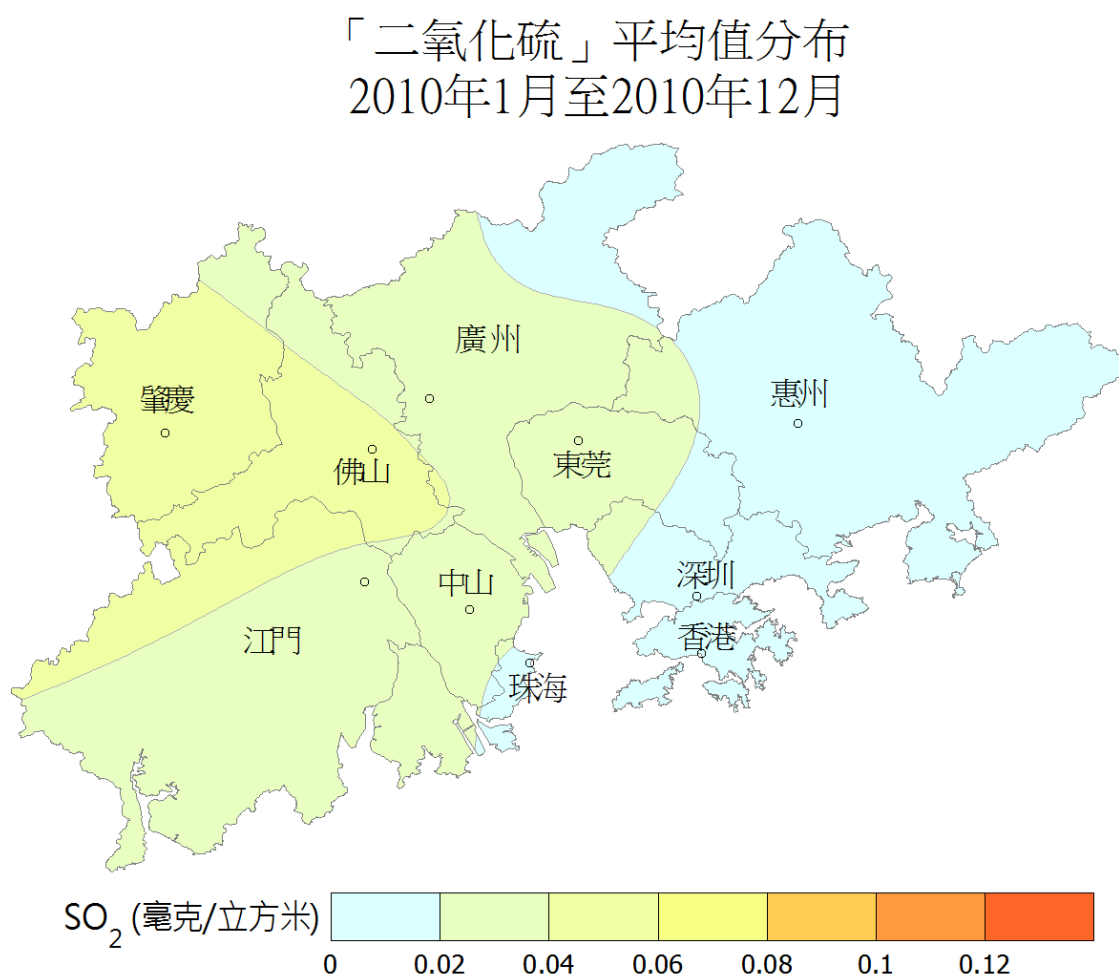 「二氧化硫」平均值分布
2010年1月至2010年12月
廣州
肇慶
惠州
佛山
東莞
深圳
中山
江門
香港
珠海
SO₂ (毫克/立方米)
0 0.02 0.04 0.06 0.08 0.1 0.12